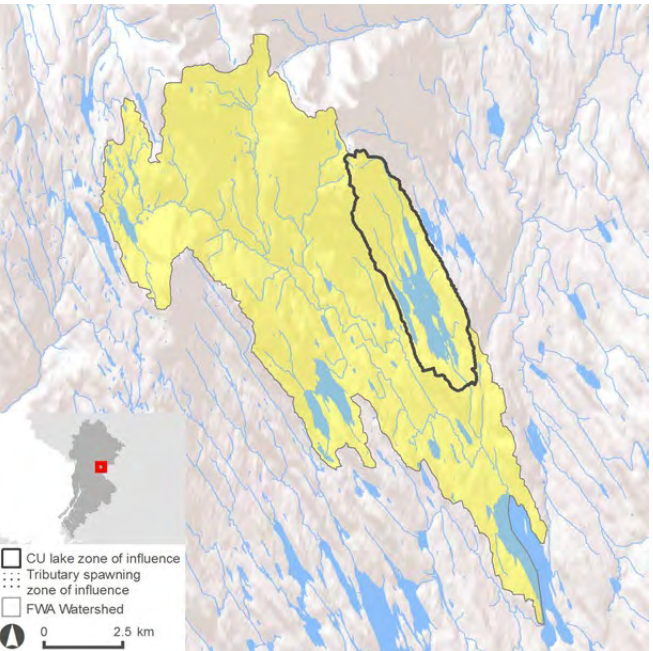 CU lake zone of influence
Tributary spawning
zone of influence
FWA Watershed
0 2.5 km